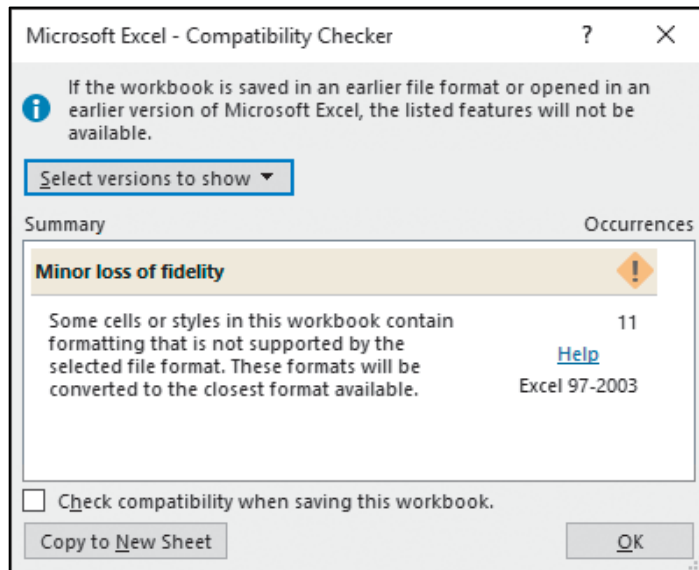 Microsoft Excel - Compatibility Checker ?
If the workbook is saved in an earlier file format or opened in an
earlier version of Microsoft Excel, the listed features will not be
available.
Select versions to show
Summary Occurrences
Minor loss of fidelity !
Some cells or styles in this workbook contain 11
formatting that is not supported by the
selected file format. These formats will be Help
converted to the closest format available. Excel 97-2003
Check compatibility when saving this workbook.
Copy to New Sheet OK